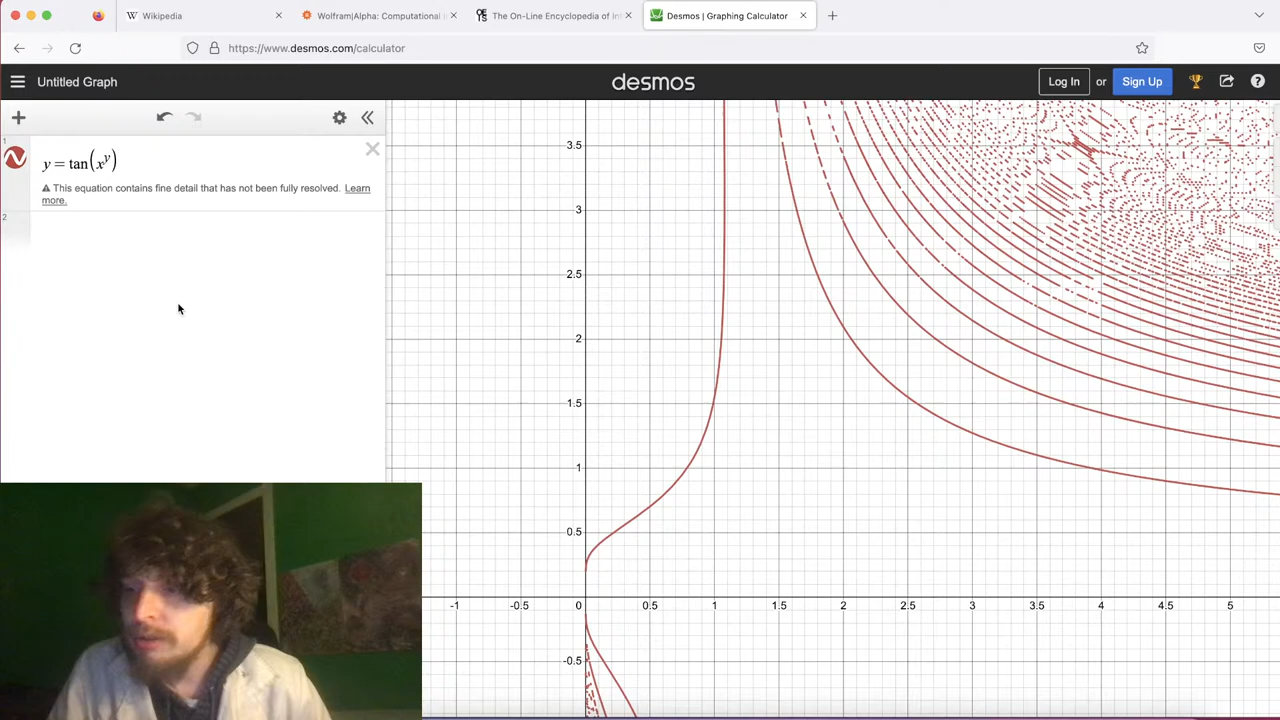 Wikipedia
Wolfram|Alpha: Computational I
The On-Line Encyclopedia of In
Desmos | Graphing Calculator
https://www.desmos.com/calculator
Untitled Graph
desmos
Log In or Sign Up
1
y = tan(x^y)
This equation contains fine detail that has not been fully resolved. Learn
more.
2
3.5
3
2.5
2
1.5
1
0.5
-1 -0.5 0 0.5 1 1.5 2 2.5 3 3.5 4 4.5 5
-0.5